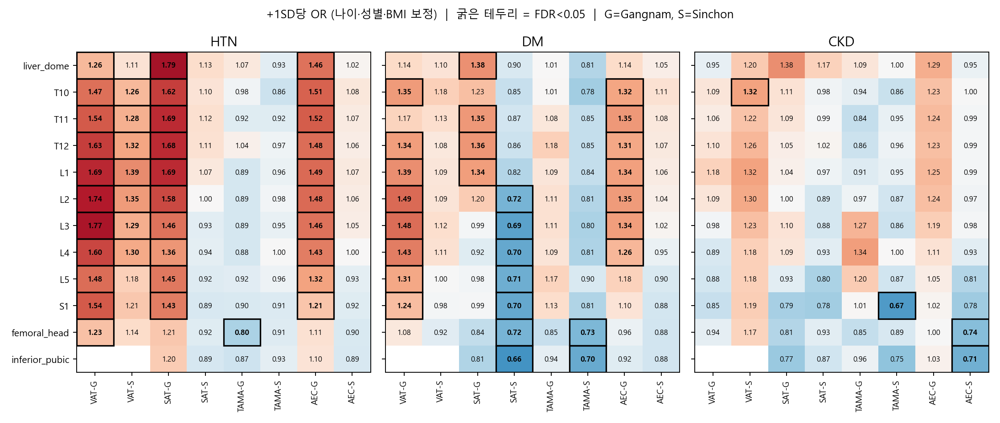 +1SD당 OR (나이·성별·BMI 보정) | 굵은 테두리 = FDR<0.05 | G=Gangnam, S=Sinchon
HTN DM CKD
liver_dome 1.26 1.11 1.79 1.13 1.07 0.93 1.46 1.02 1.14 1.10 1.38 0.90 1.01 0.81 1.14 1.05 0.95 1.20 1.38 1.17 1.09 1.00 1.29 0.95
T10 1.47 1.26 1.62 1.10 0.98 0.86 1.51 1.08 1.35 1.18 1.23 0.85 1.01 0.78 1.32 1.11 1.09 1.32 1.11 0.98 0.94 0.86 1.23 1.00
T11 1.54 1.28 1.69 1.12 0.92 0.92 1.52 1.07 1.17 1.13 1.35 0.87 1.08 0.85 1.35 1.08 1.06 1.22 1.09 0.99 0.84 0.95 1.24 0.99
T12 1.63 1.32 1.68 1.11 1.04 0.97 1.48 1.06 1.34 1.08 1.36 0.86 1.18 0.85 1.31 1.07 1.10 1.26 1.05 1.02 0.86 0.96 1.23 0.99
L1 1.69 1.39 1.69 1.07 0.89 0.96 1.49 1.07 1.39 1.09 1.34 0.82 1.09 0.84 1.34 1.06 1.18 1.32 1.04 0.97 0.91 0.95 1.25 0.99
L2 1.74 1.35 1.58 1.00 0.89 0.98 1.48 1.06 1.49 1.09 1.20 0.72 1.11 0.81 1.35 1.04 1.09 1.30 1.00 0.89 0.97 0.87 1.24 0.97
L3 1.77 1.29 1.46 0.93 0.89 0.95 1.46 1.05 1.48 1.12 0.99 0.69 1.11 0.80 1.34 1.02 0.98 1.23 1.10 0.88 1.27 0.86 1.19 0.98
L4 1.60 1.30 1.36 0.94 0.88 1.00 1.43 1.00 1.43 1.11 0.92 0.70 1.09 0.81 1.26 0.95 0.89 1.18 1.09 0.93 1.34 1.00 1.11 0.93
L5 1.48 1.18 1.45 0.92 0.92 0.96 1.32 0.93 1.31 1.00 0.98 0.71 1.17 0.90 1.18 0.90 0.88 1.18 0.93 0.80 1.20 0.87 1.05 0.81
S1 1.54 1.21 1.43 0.89 0.90 0.91 1.21 0.92 1.24 0.98 0.99 0.70 1.13 0.81 1.10 0.88 0.85 1.19 0.79 0.78 1.01 0.67 1.02 0.78
femoral_head 1.23 1.14 1.21 0.92 0.80 0.91 1.11 0.90 1.08 0.92 0.84 0.72 0.85 0.73 0.96 0.88 0.94 1.17 0.81 0.93 0.85 0.89 1.00 0.74
inferior_pubic 1.20 0.89 0.87 0.93 1.10 0.89 0.81 0.66 0.94 0.70 0.92 0.88 0.77 0.87 0.96 0.75 1.03 0.71
VAT-G VAT-S SAT-G SAT-S TAMA-G TAMA-S AEC-G AEC-S VAT-G VAT-S SAT-G SAT-S TAMA-G TAMA-S AEC-G AEC-S VAT-G VAT-S SAT-G SAT-S TAMA-G TAMA-S AEC-G AEC-S